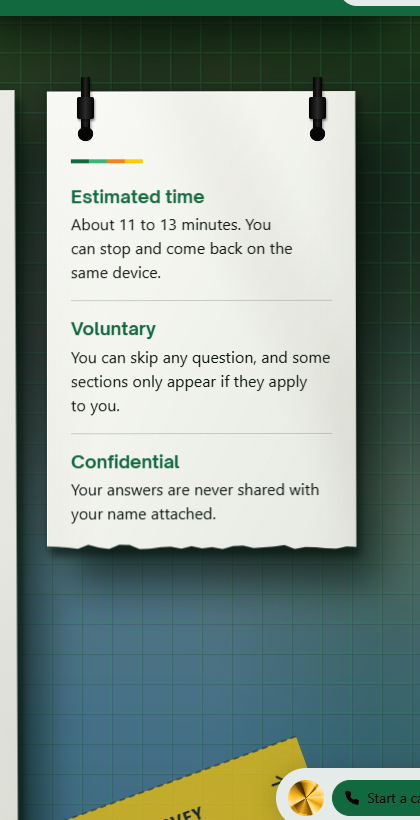 Estimated time
About 11 to 13 minutes. You
can stop and come back on the
same device.
Voluntary
You can skip any question, and some
sections only appear if they apply
to you.
Confidential
Your answers are never shared with
your name attached.
Start a